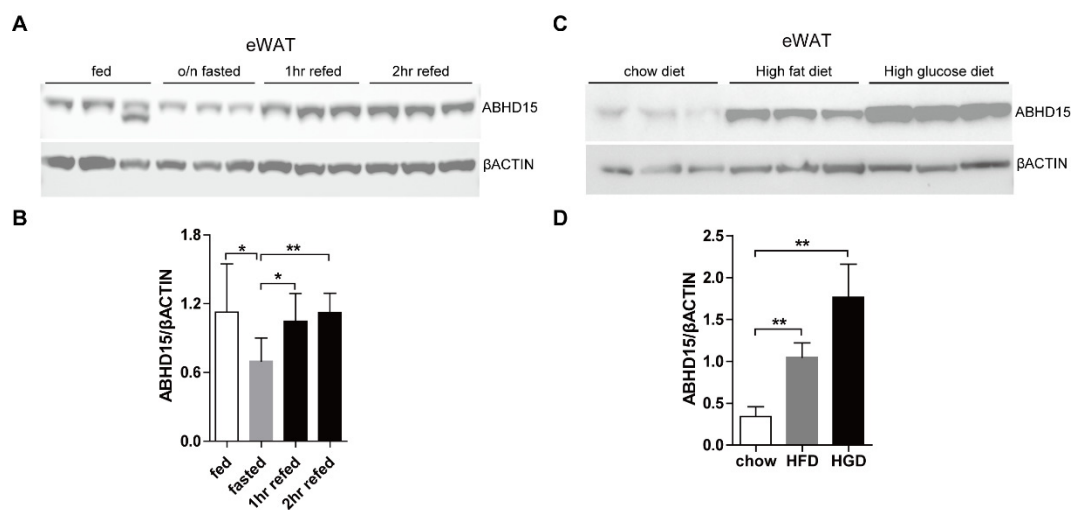 A
eWAT
fed o/n fasted 1hr refed 2hr refed
ABHD15
βACTIN
B
1.8
1.2
0.6
0.0
ABHD15/βACTIN
* **
*
fed fasted 1hr refed 2hr refed
C
eWAT
chow diet High fat diet High glucose diet
ABHD15
βACTIN
D
2.5
2.0
1.5
1.0
0.5
0.0
ABHD15/βACTIN
**
**
chow HFD HGD